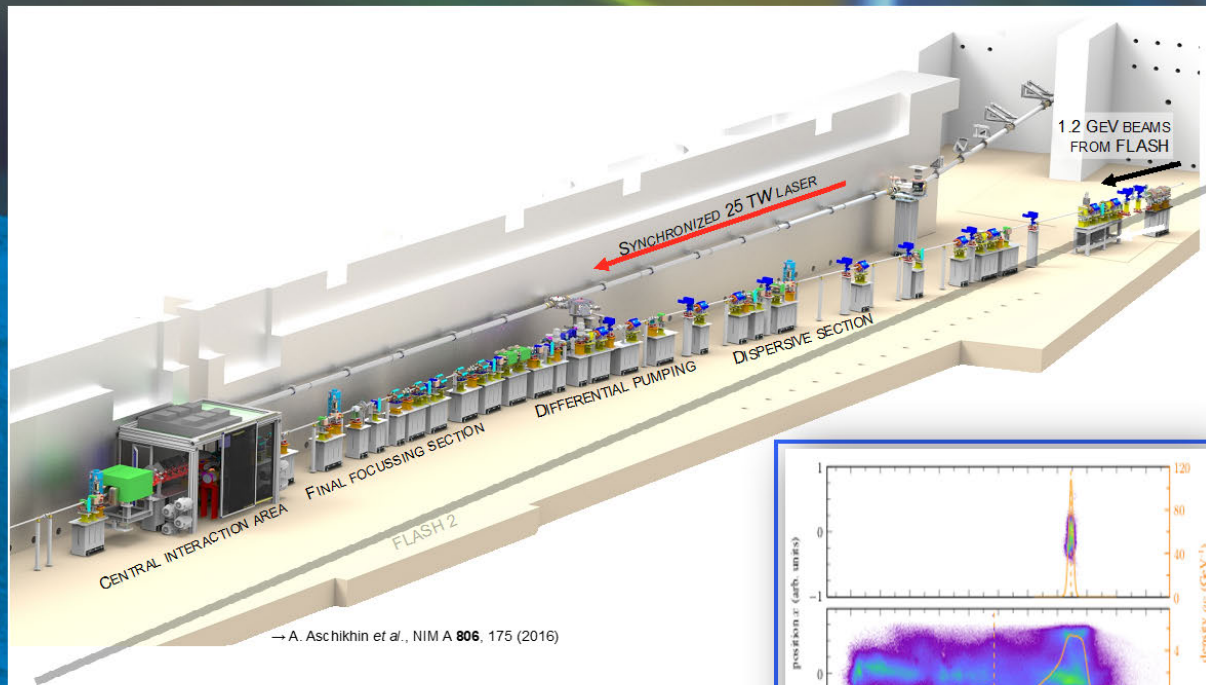 1.2 GEV BEAMS
FROM FLASH
SYNCHRONIZED 25 TW LASER
DISPERSIVE SECTION
DIFFERENTIAL PUMPING
FINAL FOCUSSING SECTION
CENTRAL INTERACTION AREA
FLASH 2
→ A. Aschikhin et al., NIM A 806, 175 (2016)
1
0
-1
position x (arb. units)
120
80
40
0
0
4